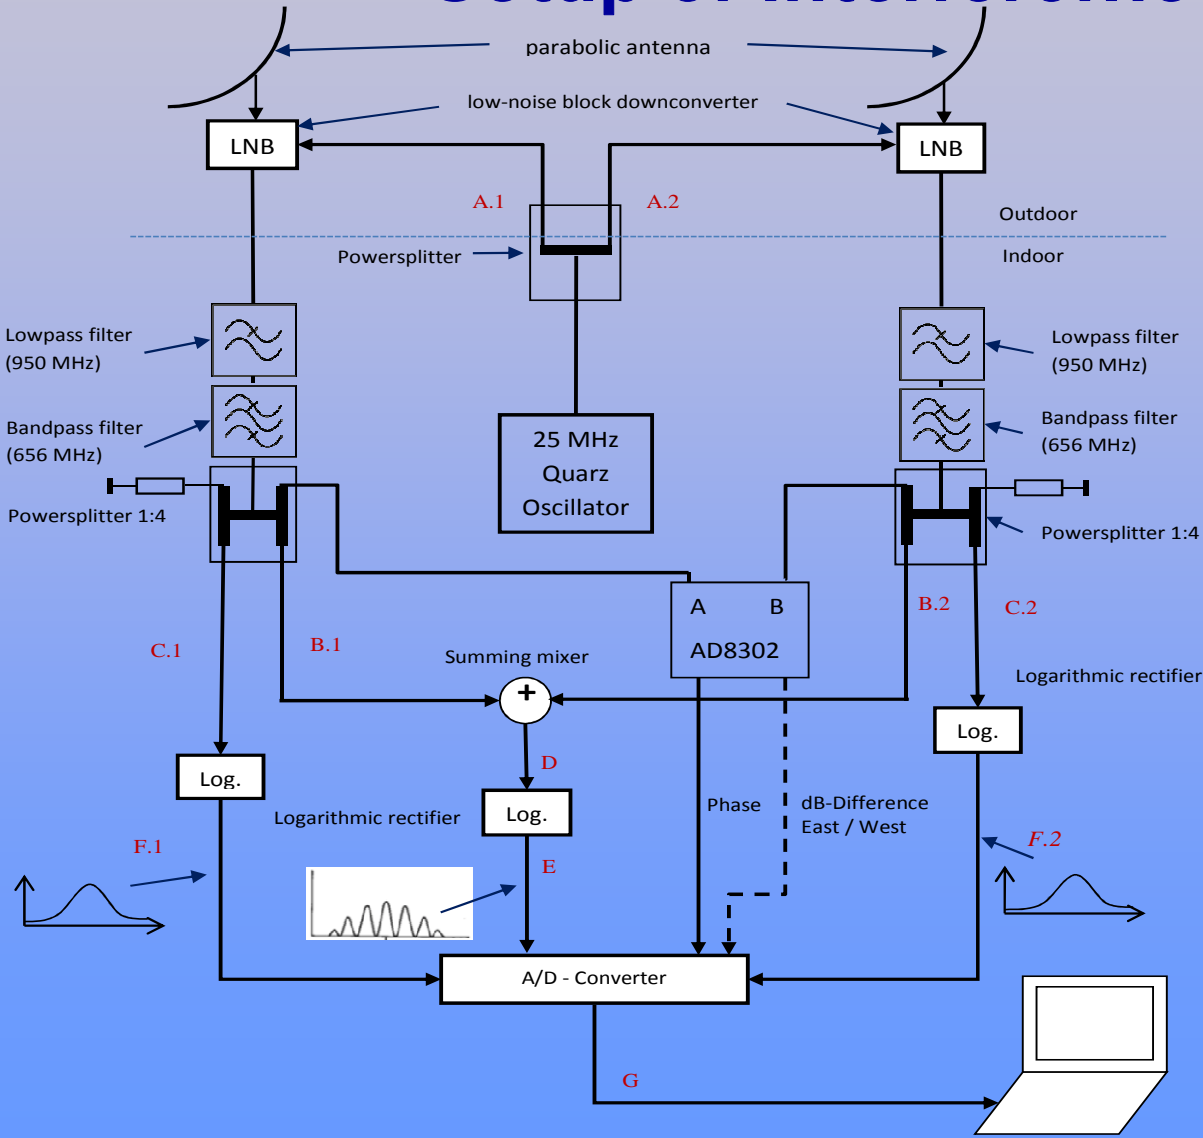 parabolic antenna
low-noise block downconverter
LNB
LNB
A.1
A.2
Outdoor
Powersplitter
Indoor
Lowpass filter
(950 MHz)
Lowpass filter
(950 MHz)
Bandpass filter
(656 MHz)
25 MHz
Quarz
Oscillator
Bandpass filter
(656 MHz)
Powersplitter 1:4
Powersplitter 1:4
A
B
AD8302
B.2
C.2
C.1
B.1
Summing mixer
+
Logarithmic rectifier
Log.
Log.
D
Logarithmic rectifier
Log.
Phase
dB-Difference
East / West
F.1
F.2
E
A/D - Converter
G